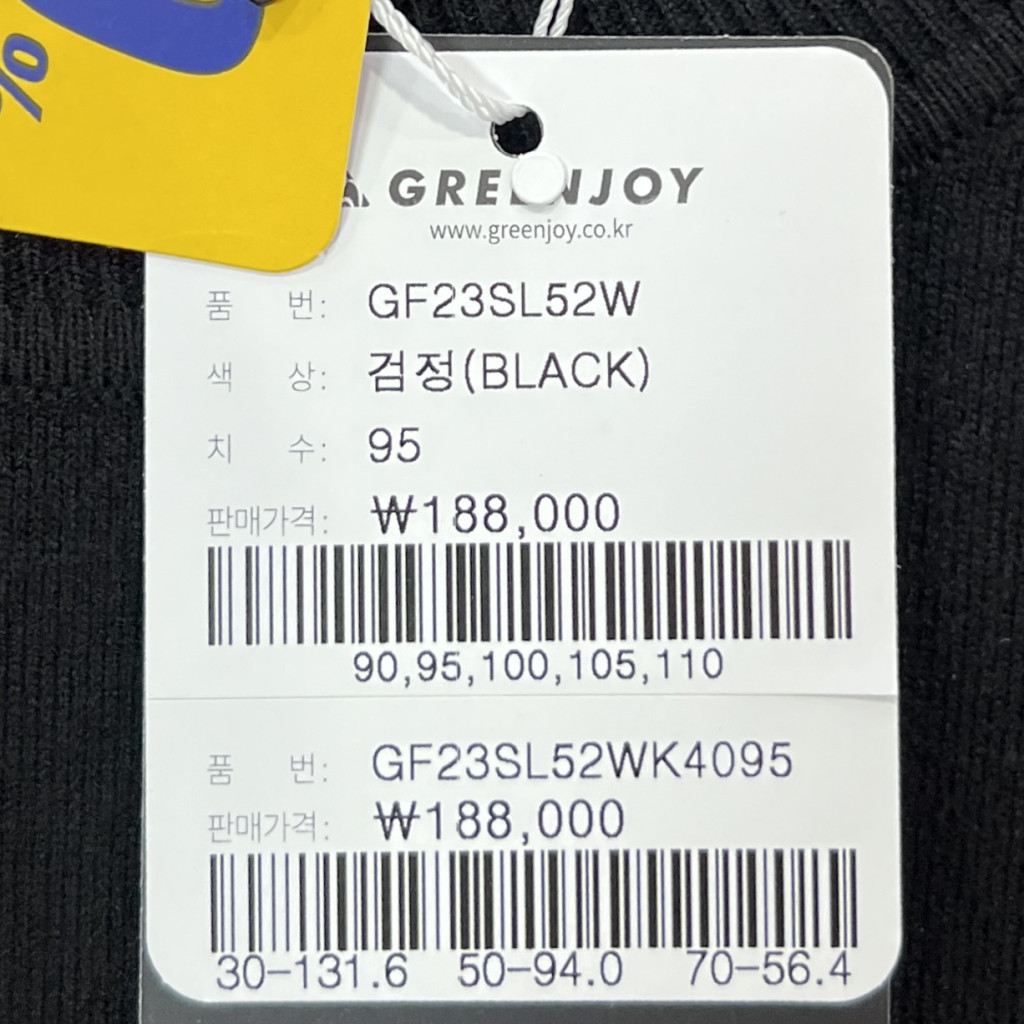 %
GREENJOY
www.greenjoy.co.kr
품 번: GF23SL52W
색 상: 검정(BLACK)
치 수: 95
판매가격: ₩188,000
90,95,100,105,110
품 번: GF23SL52WK4095
판매가격: ₩188,000
30-131.6 50-94.0 70-56.4